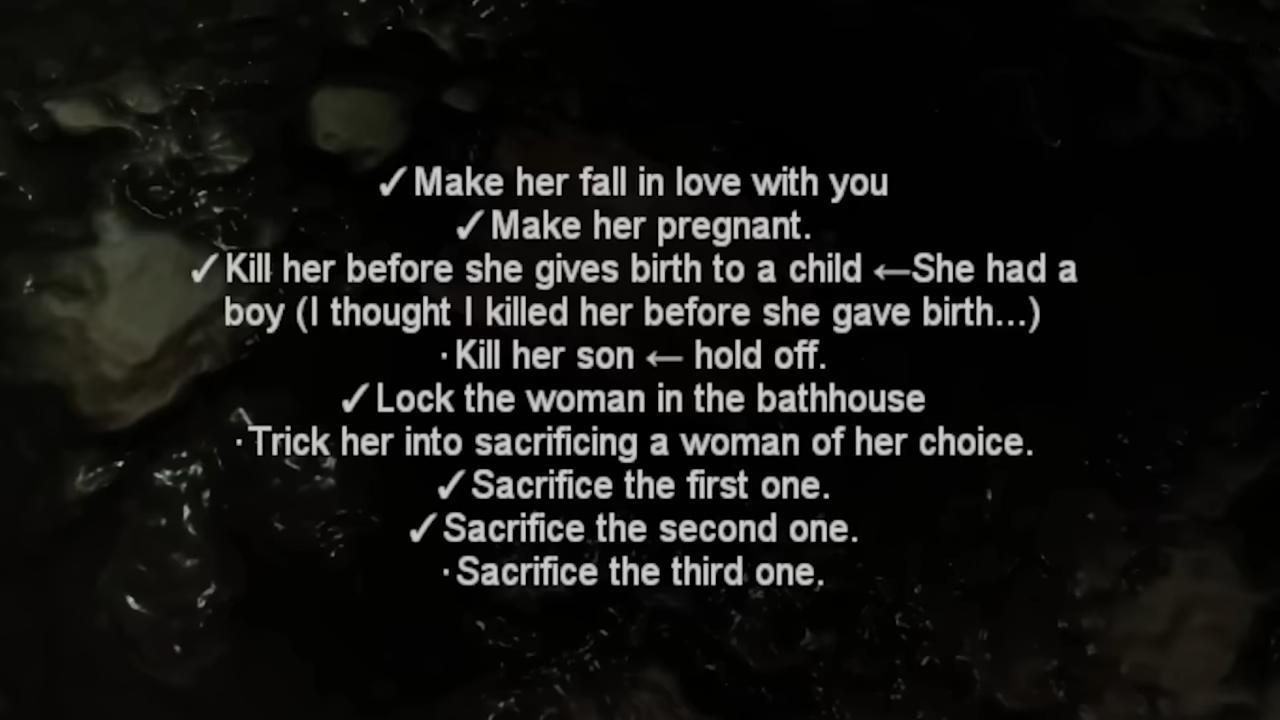 ✓Make her fall in love with you
✓Make her pregnant.
✓Kill her before she gives birth to a child ←She had a
boy (I thought I killed her before she gave birth...)
·Kill her son ← hold off.
✓Lock the woman in the bathhouse
·Trick her into sacrificing a woman of her choice.
✓Sacrifice the first one.
✓Sacrifice the second one.
·Sacrifice the third one.